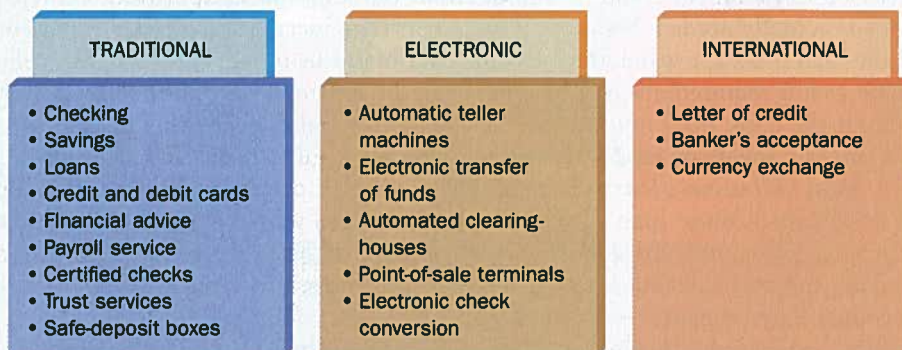 TRADITIONAL
• Checking
• Savings
• Loans
• Credit and debit cards
• Financial advice
• Payroll service
• Certified checks
• Trust services
• Safe-deposit boxes
ELECTRONIC
• Automatic teller
machines
• Electronic transfer
of funds
• Automated clearing-
houses
• Point-of-sale terminals
• Electronic check
conversion
INTERNATIONAL
• Letter of credit
• Banker's acceptance
• Currency exchange